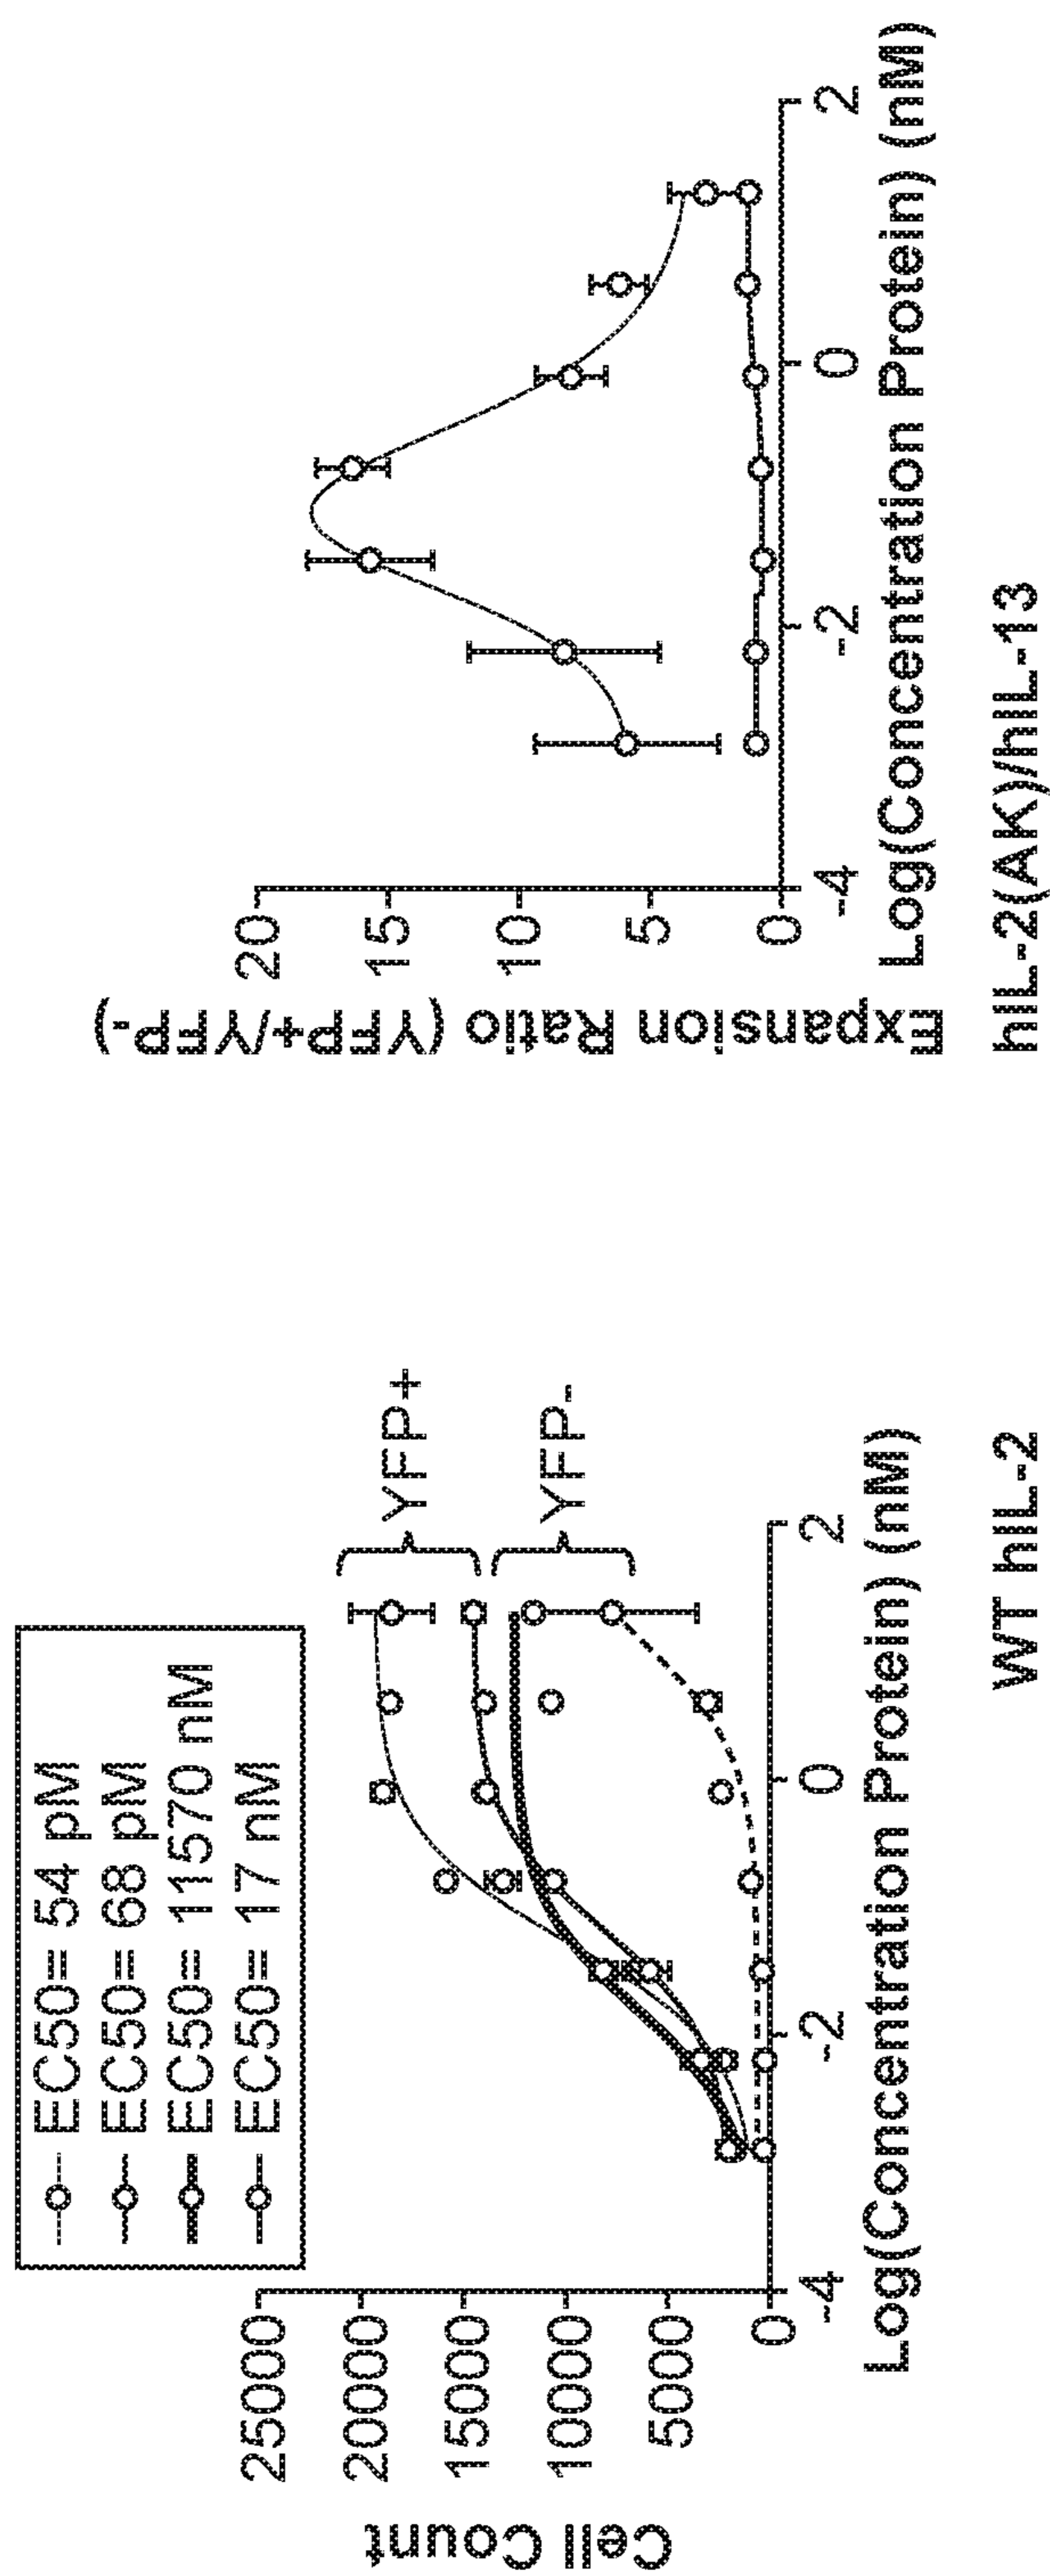 EC50= 54 pM
EC50= 68 pM
EC50= 11570 nM
EC50= 17 nM
Cell Count
25000
20000
15000
10000
5000
0
-4
-2
0
2
Log(Concentration Protein) (nM)
YFP+
YFP-
WT hIL-2
Expansion Ratio (YFP+/YFP-)
20
15
10
5
0
-4
-2
0
2
Log(Concentration Protein) (nM)
hIL-2(AK)/hIL-13